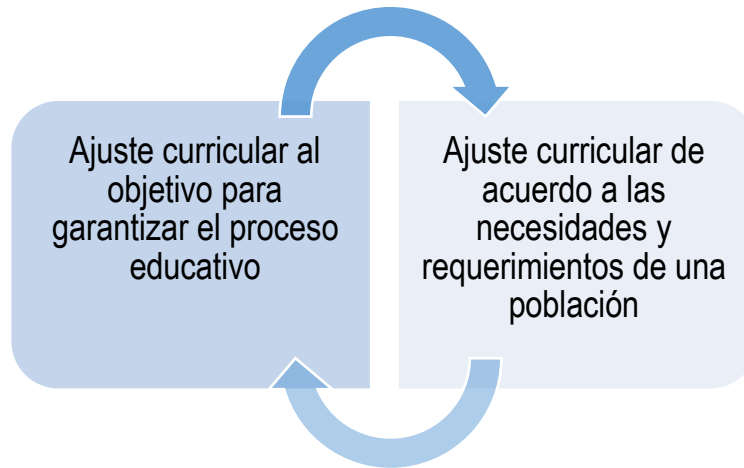 Ajuste curricular al
objetivo para
garantizar el proceso
educativo
Ajuste curricular de
acuerdo a las
necesidades y
requerimientos de una
población